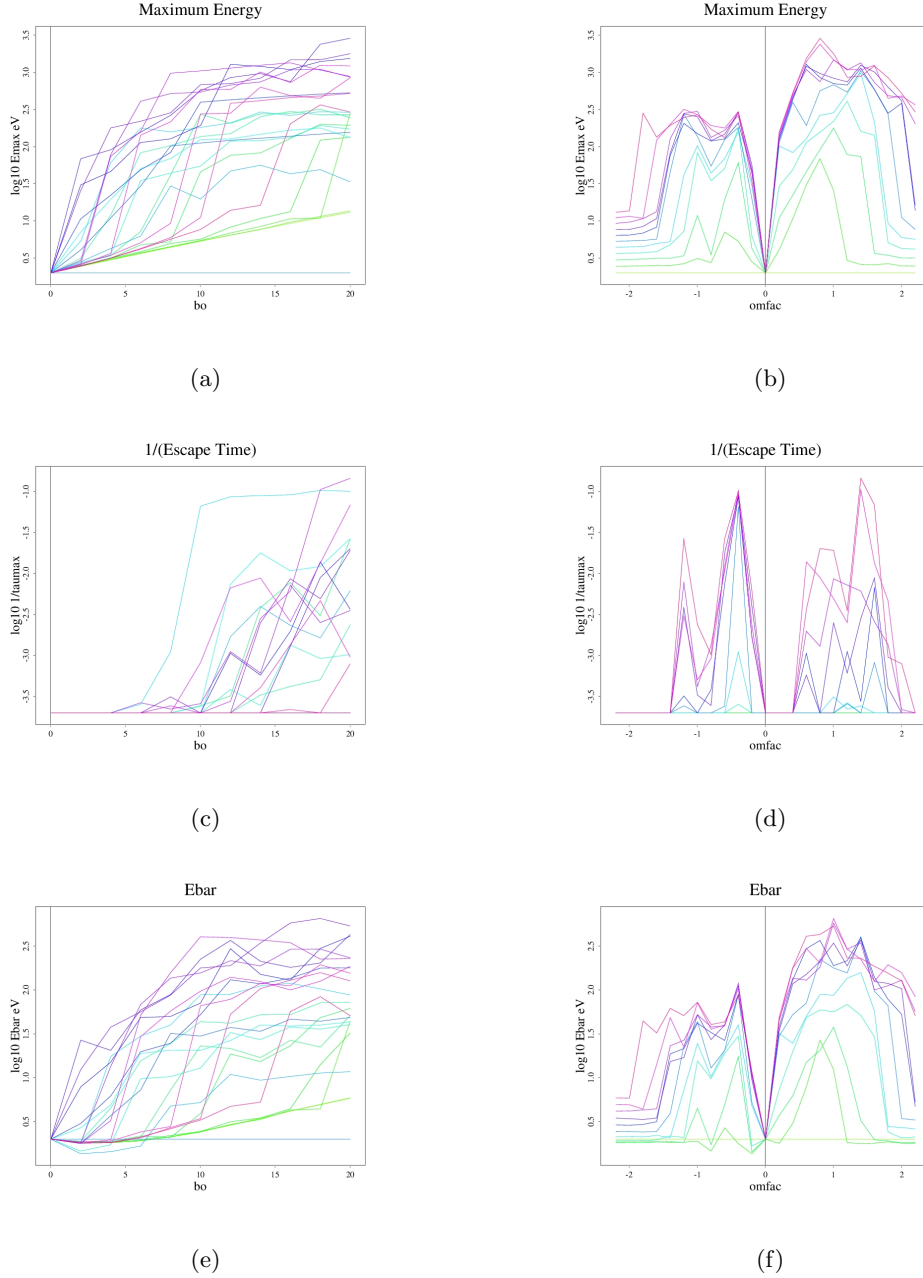 Maximum Energy
log10 Emax eV
3.5
3.0
2.5
2.0
1.5
1.0
0.5
0
5
10
15
20
bo
(a)
Maximum Energy
log10 Emax eV
3.5
3.0
2.5
2.0
1.5
1.0
0.5
-2
-1
0
1
2
omfac
(b)
1/(Escape Time)
log10 1/taumax
-1.0
-1.5
-2.0
-2.5
-3.0
-3.5
0
5
10
15
20
bo
(c)
1/(Escape Time)
log10 1/taumax
-1.0
-1.5
-2.0
-2.5
-3.0
-3.5
-2
-1
0
1
2
omfac
(d)
Ebar
log10 Ebar eV
2.5
2.0
1.5
1.0
0.5
0
5
10
15
20
bo
(e)
Ebar
log10 Ebar eV
2.5
2.0
1.5
1.0
0.5
-2
-1
0
1
2
omfac
(f)